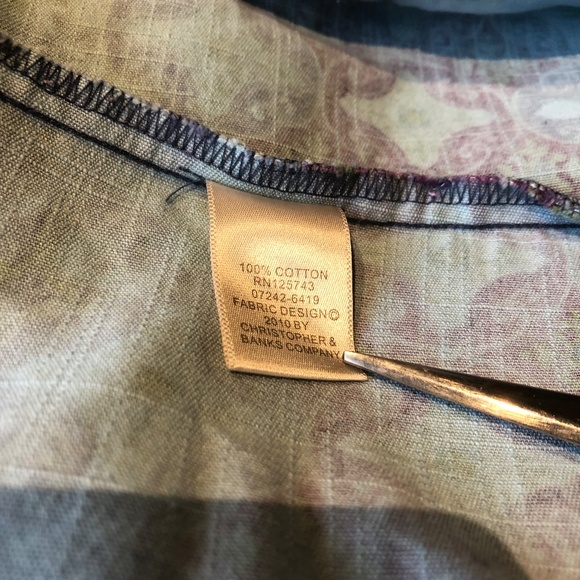 100% COTTON
RN125743
07242-6419
FABRIC DESIGN©
2010 BY
CHRISTOPHER &
BANKS COMPANY